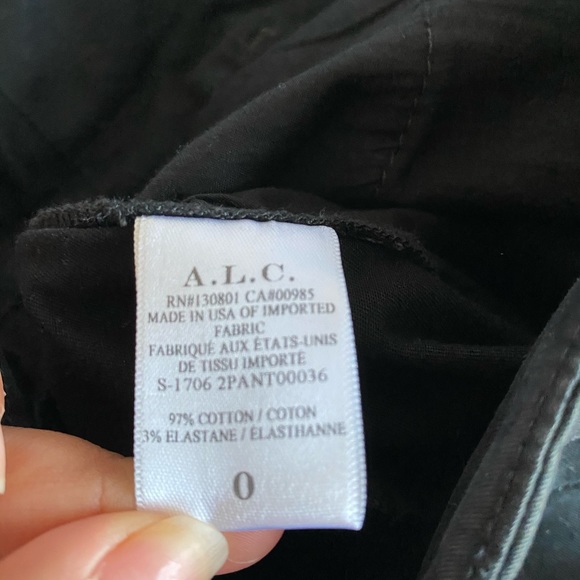 A.L.C.
RN#130801 CA#00985
MADE IN USA OF IMPORTED
FABRIC
FABRIQUÉ AUX ÉTATS-UNIS
DE TISSU IMPORTÉ
S-1706 2PANT00036
97% COTTON / COTON
3% ELASTANE / ÉLASTHANNE
0